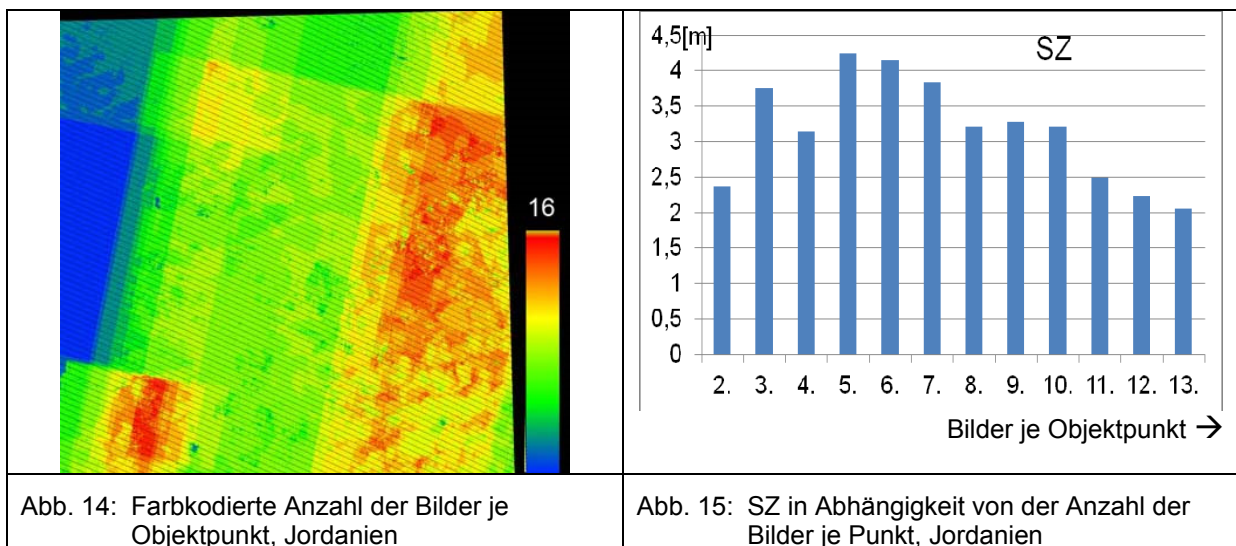 16
4,5[m]
SZ
4
3,5
3
2,5
2
1,5
1
0,5
0
2. 3. 4. 5. 6. 7. 8. 9. 10. 11. 12. 13.
Bilder je Objektpunkt →
Abb. 14: Farbkodierte Anzahl der Bilder je
Objektpunkt, Jordanien
Abb. 15: SZ in Abhängigkeit von der Anzahl der
Bilder je Punkt, Jordanien